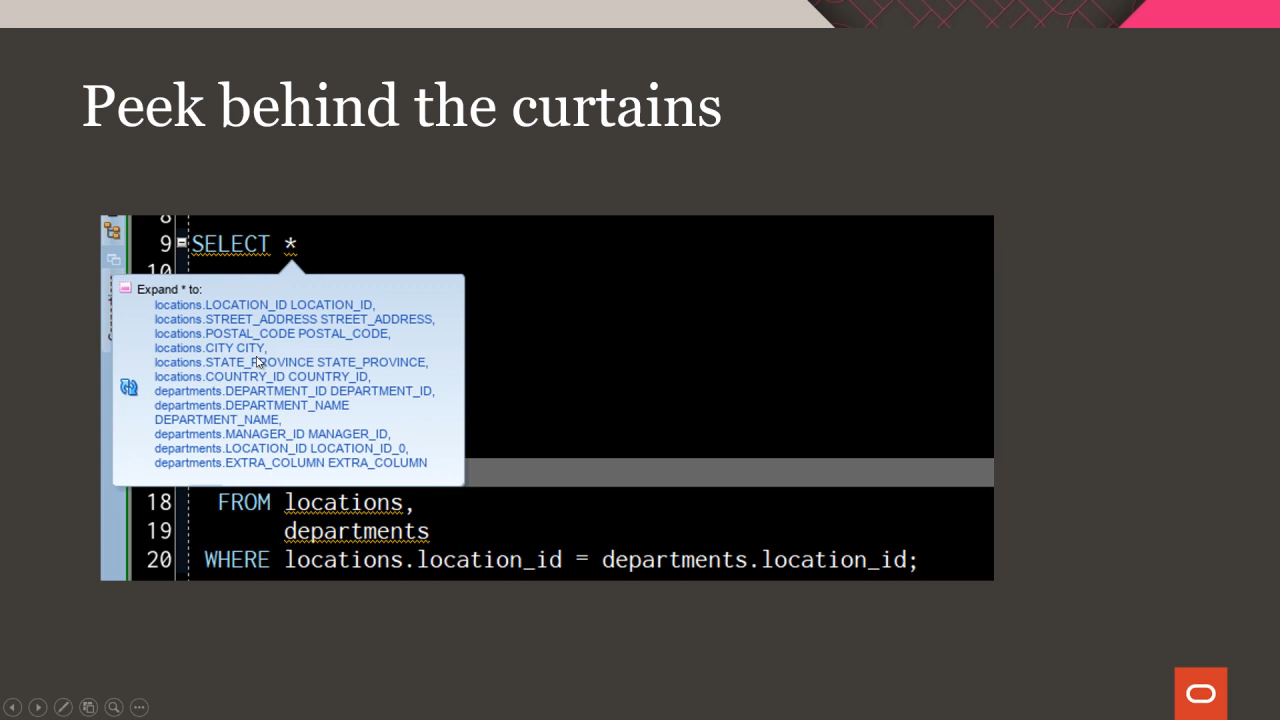 Peek behind the curtains
9 SELECT *
Expand * to:
locations.LOCATION_ID LOCATION_ID,
locations.STREET_ADDRESS STREET_ADDRESS,
locations.POSTAL_CODE POSTAL_CODE,
locations.CITY CITY,
locations.STATE_PROVINCE STATE_PROVINCE,
locations.COUNTRY_ID COUNTRY_ID,
departments.DEPARTMENT_ID DEPARTMENT_ID,
departments.DEPARTMENT_NAME
DEPARTMENT_NAME,
departments.MANAGER_ID MANAGER_ID,
departments.LOCATION_ID LOCATION_ID_0,
departments.EXTRA_COLUMN EXTRA_COLUMN
18 FROM locations,
19 departments
20 WHERE locations.location_id = departments.location_id;